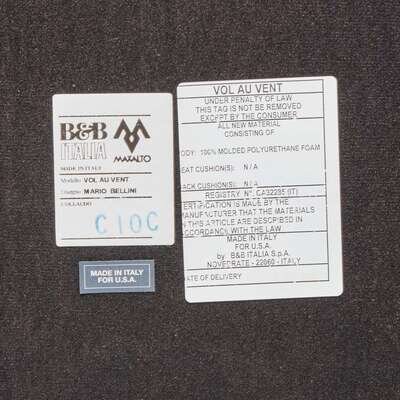 B&B
ITALIA
MAXALTO
MADE IN ITALY
Modello VOL AU VENT
Disegno MARIO BELLINI
COLLAUDO
C10C
MADE IN ITALY
FOR U.S.A.
VOL AU VENT
UNDER PENALTY OF LAW
THIS TAG IS NOT TO BE REMOVED
EXCEPT BY THE CONSUMER
ALL NEW MATERIAL
CONSISTING OF
ODY: 100% MOLDED POLYURETHANE FOAM
EAT CUSHION(S): N/A
ACK CUSHION(S): N/A
REGISTRY N°. CA32235 (IT)
ERTIFICATION IS MADE BY THE
MANUFACTURER THAT THE MATERIALS
N THIS ARTICLE ARE DESCRIBED IN
CCORDANCE WITH THE LAW
MADE IN ITALY
FOR U.S.A.
by: B&B ITALIA S.p.A.
NOVEDRATE - 22060 - ITALY
ATE OF DELIVERY